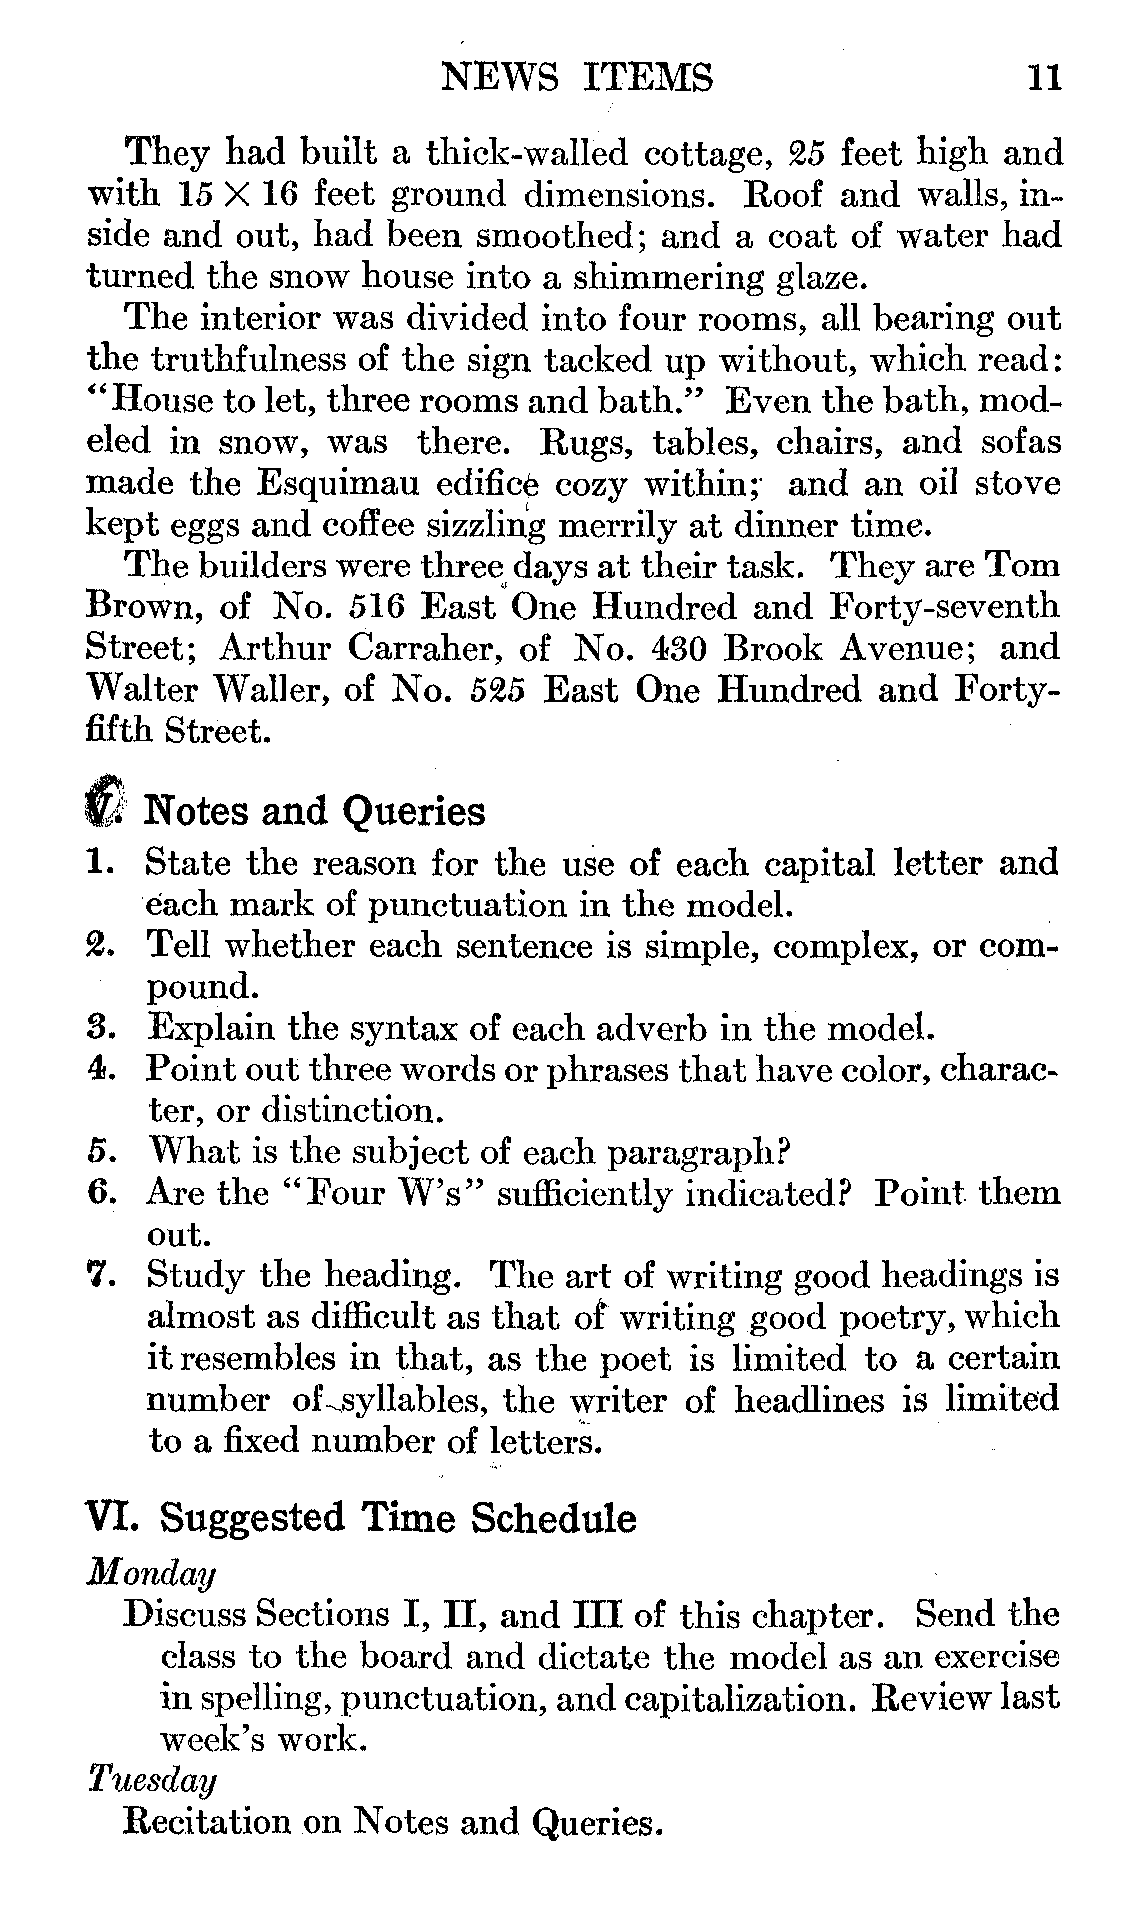 NEWS ITEMS 11
They had built a thick-walled cottage, 25 feet high and
with 15 × 16 feet ground dimensions. Roof and walls, in-
side and out, had been smoothed; and a coat of water had
turned the snow house into a shimmering glaze.
The interior was divided into four rooms, all bearing out
the truthfulness of the sign tacked up without, which read:
“House to let, three rooms and bath.” Even the bath, mod-
eled in snow, was there. Rugs, tables, chairs, and sofas
made the Esquimau edifice cozy within; and an oil stove
kept eggs and coffee sizzling merrily at dinner time.
The builders were three days at their task. They are Tom
Brown, of No. 516 East One Hundred and Forty-seventh
Street; Arthur Carraher, of No. 430 Brook Avenue; and
Walter Waller, of No. 525 East One Hundred and Forty-
fifth Street.
V. Notes and Queries
1. State the reason for the use of each capital letter and
each mark of punctuation in the model.
2. Tell whether each sentence is simple, complex, or com-
pound.
3. Explain the syntax of each adverb in the model.
4. Point out three words or phrases that have color, charac-
ter, or distinction.
5. What is the subject of each paragraph?
6. Are the “Four W’s” sufficiently indicated? Point them
out.
7. Study the heading. The art of writing good headings is
almost as difficult as that of writing good poetry, which
it resembles in that, as the poet is limited to a certain
number of syllables, the writer of headlines is limited
to a fixed number of letters.
VI. Suggested Time Schedule
Monday
Discuss Sections I, II, and III of this chapter. Send the
class to the board and dictate the model as an exercise
in spelling, punctuation, and capitalization. Review last
week’s work.
Tuesday
Recitation on Notes and Queries.